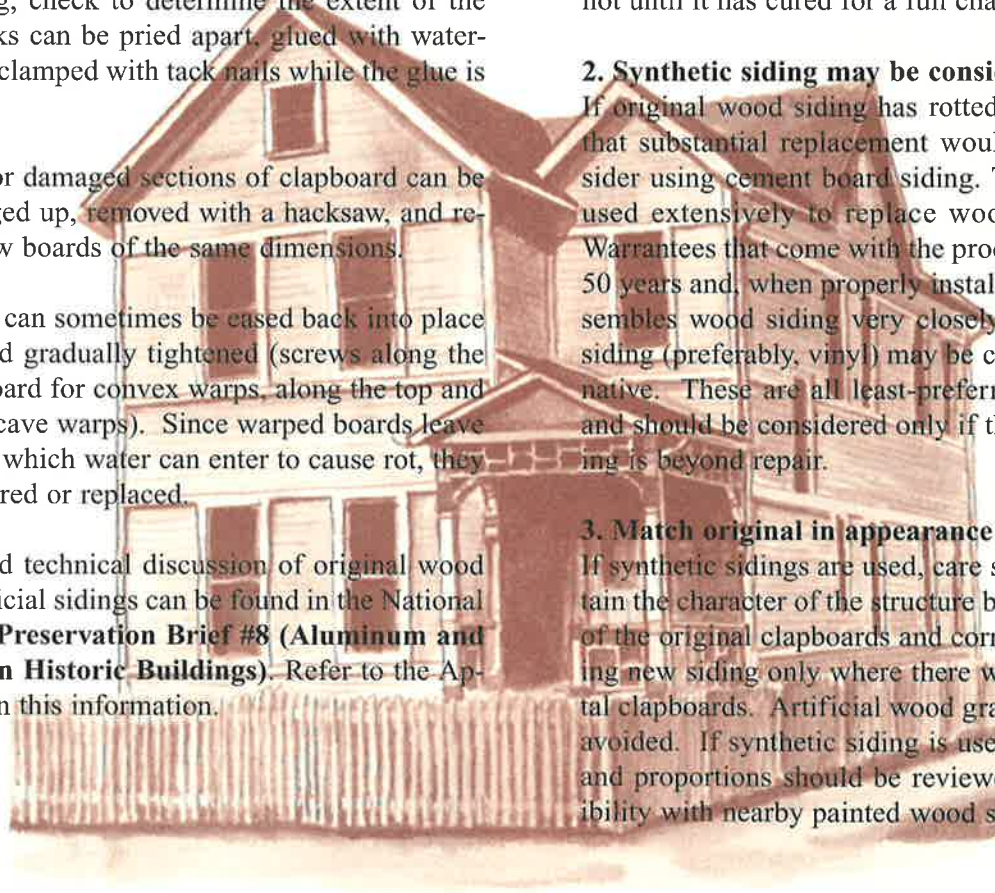 g, check to determine the extent of the
ks can be pried apart, glued with water-
clamped with tack nails while the glue is
or damaged sections of clapboard can be
ged up, removed with a hacksaw, and re-
w boards of the same dimensions.
can sometimes be eased back into place
d gradually tightened (screws along the
oard for convex warps, along the top and
cave warps). Since warped boards leave
which water can enter to cause rot, they
red or replaced.
d technical discussion of original wood
icial sidings can be found in the National
Preservation Brief #8 (Aluminum and
n Historic Buildings). Refer to the Ap-
n this information.
not until it has cured for a full cha
2. Synthetic siding may be consi
If original wood siding has rotted
that substantial replacement woul
sider using cement board siding. T
used extensively to replace woo
Warrantees that come with the proc
50 years and, when properly instal
sembles wood siding very closely
siding (preferably, vinyl) may be c
native. These are all least-preferr
and should be considered only if th
ing is beyond repair.
3. Match original in appearance
If synthetic sidings are used, care s
tain the character of the structure b
of the original clapboards and corn
ing new siding only where there w
tal clapboards. Artificial wood gra
avoided. If synthetic siding is use
and proportions should be reviewe
ibility with nearby painted wood s